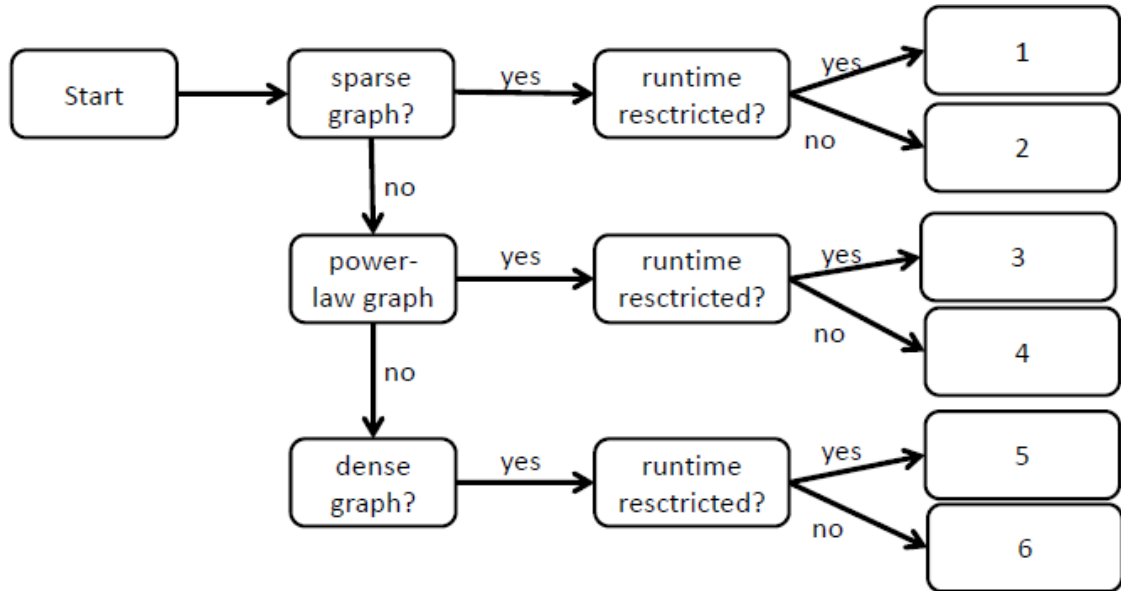 Start
sparse
graph?
yes
runtime
resctricted?
yes
1
no
2
no
power-
law graph
yes
runtime
resctricted?
yes
3
no
4
no
dense
graph?
yes
runtime
resctricted?
yes
5
no
6